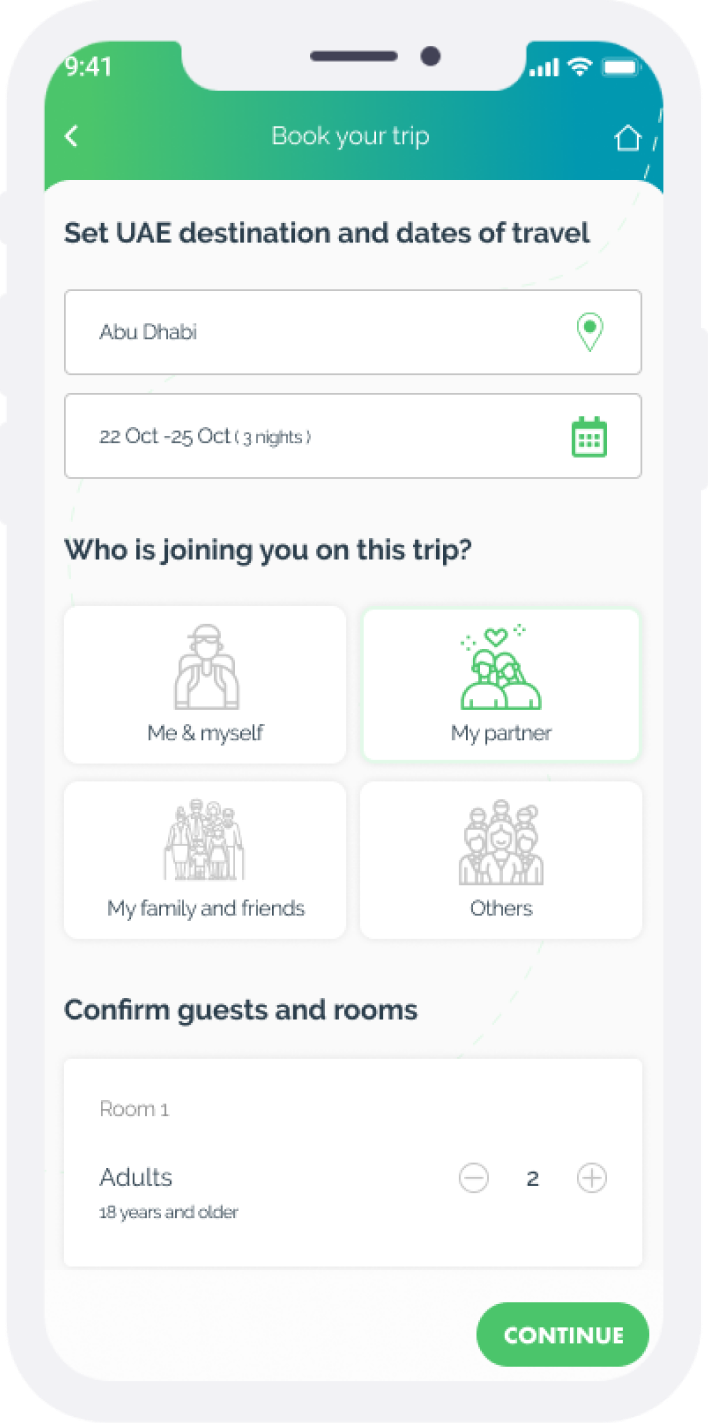 9:41
Book your trip
Set UAE destination and dates of travel
Abu Dhabi
22 Oct -25 Oct ( 3 nights )
Who is joining you on this trip?
Me & myself
My partner
My family and friends
Others
Confirm guests and rooms
Room 1
Adults
2
18 years and older
CONTINUE